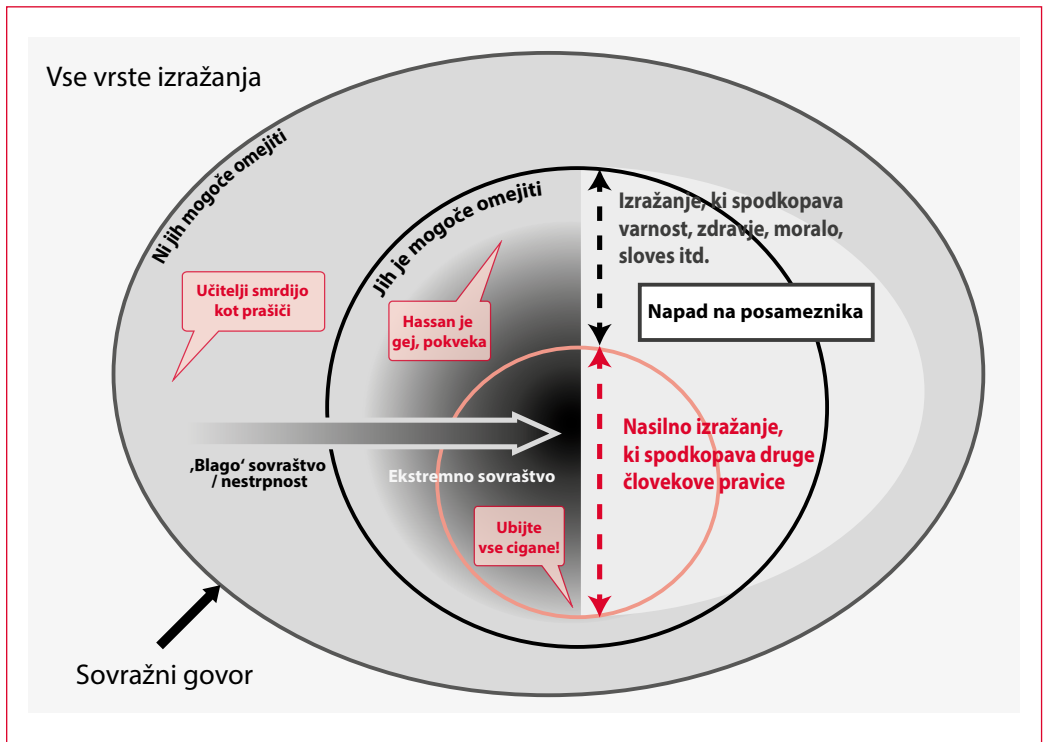 Vse vrste izražanja
Ni jih mogoče omejiti
Jih je mogoče omejiti
Izražanje, ki spodkopava
varnost, zdravje, moralo,
sloves itd.
Učitelji smrdijo
kot prašiči
Hassan je
gej, pokveka
Napad na posameznika
Nasilno izražanje,
ki spodkopava druge
človekove pravice
‚Blago‘ sovraštvo
/ nestrpnost
Ekstremno sovraštvo
Ubijte
vse cigane!
Sovražni govor